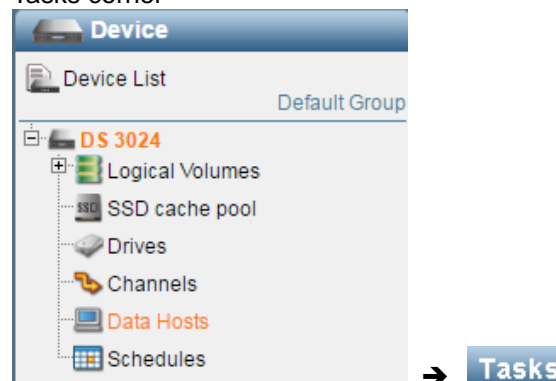 Tasks corner
Device
Device List
Default Group
DS 3024
Logical Volumes
SSD
SSD cache pool
Drives
Channels
Data Hosts
Schedules
➔ Tasks